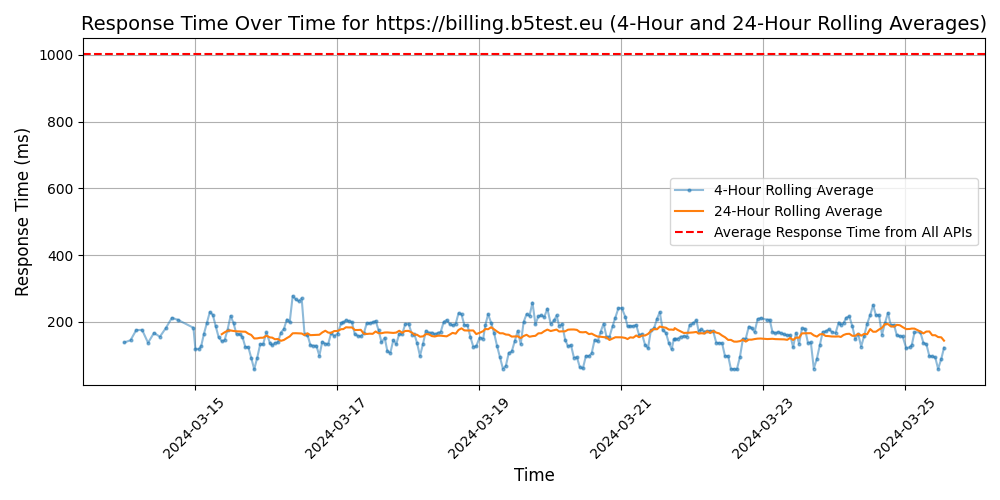 Response Time Over Time for https://billing.b5test.eu (4-Hour and 24-Hour Rolling Averages)
Response Time (ms)
1000
800
600
400
200
4-Hour Rolling Average
24-Hour Rolling Average
Average Response Time from All APIs
2024-03-15
2024-03-17
2024-03-19
2024-03-21
2024-03-23
2024-03-25
Time